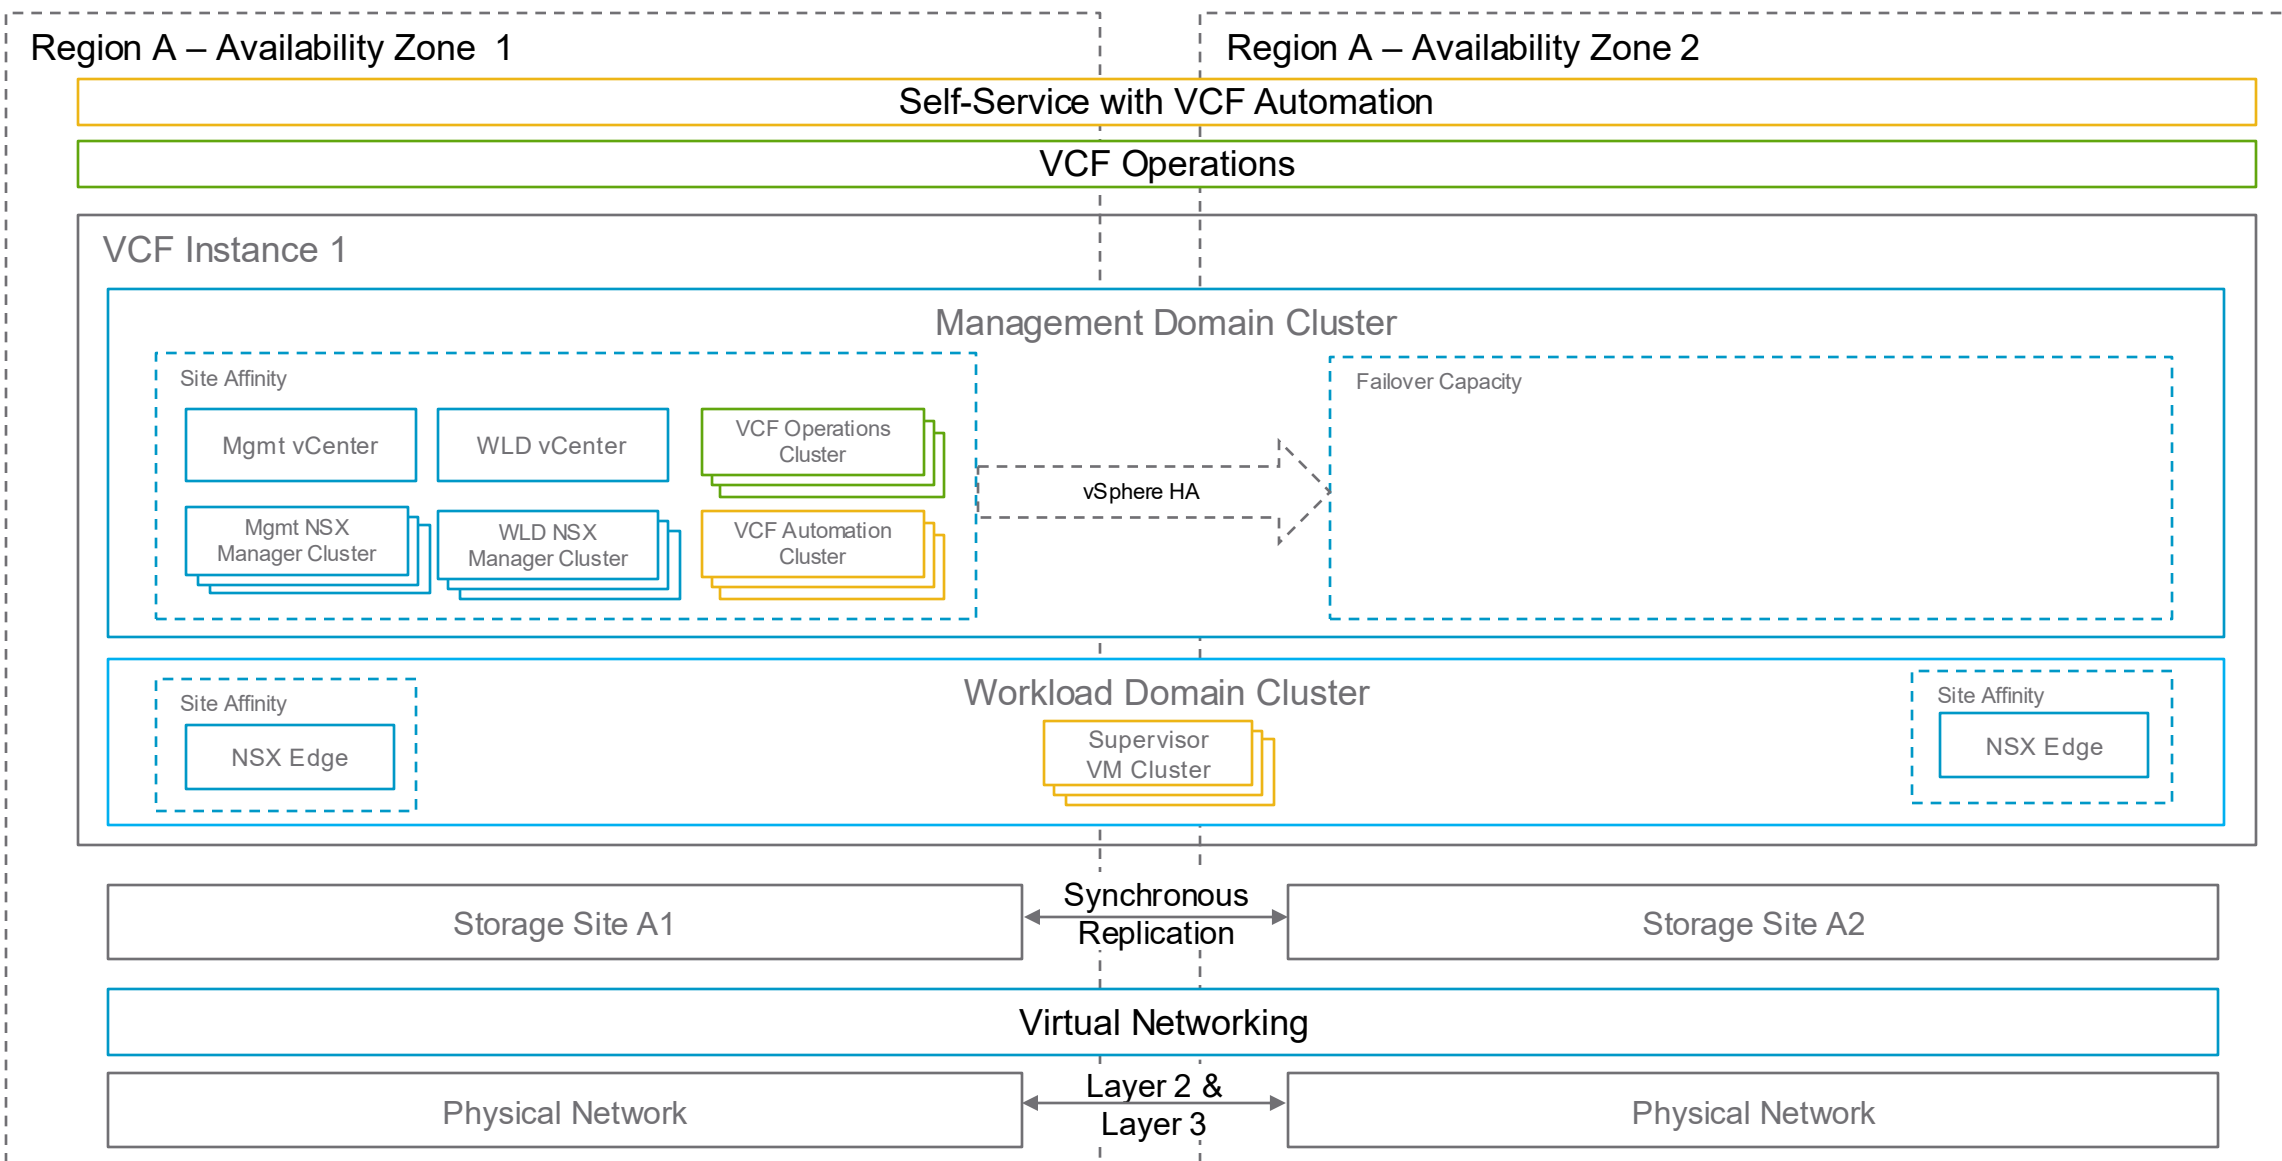 Region A – Availability Zone 1
Region A – Availability Zone 2
Self-Service with VCF Automation
VCF Operations
VCF Instance 1
Management Domain Cluster
Site Affinity
Failover Capacity
Mgmt vCenter
WLD vCenter
VCF Operations
Cluster
vSphere HA
Mgmt NSX
Manager Cluster
WLD NSX
Manager Cluster
VCF Automation
Cluster
Workload Domain Cluster
Site Affinity
NSX Edge
Supervisor
VM Cluster
Site Affinity
NSX Edge
Storage Site A1
Synchronous
Replication
Storage Site A2
Virtual Networking
Physical Network
Layer 2 &
Layer 3
Physical Network